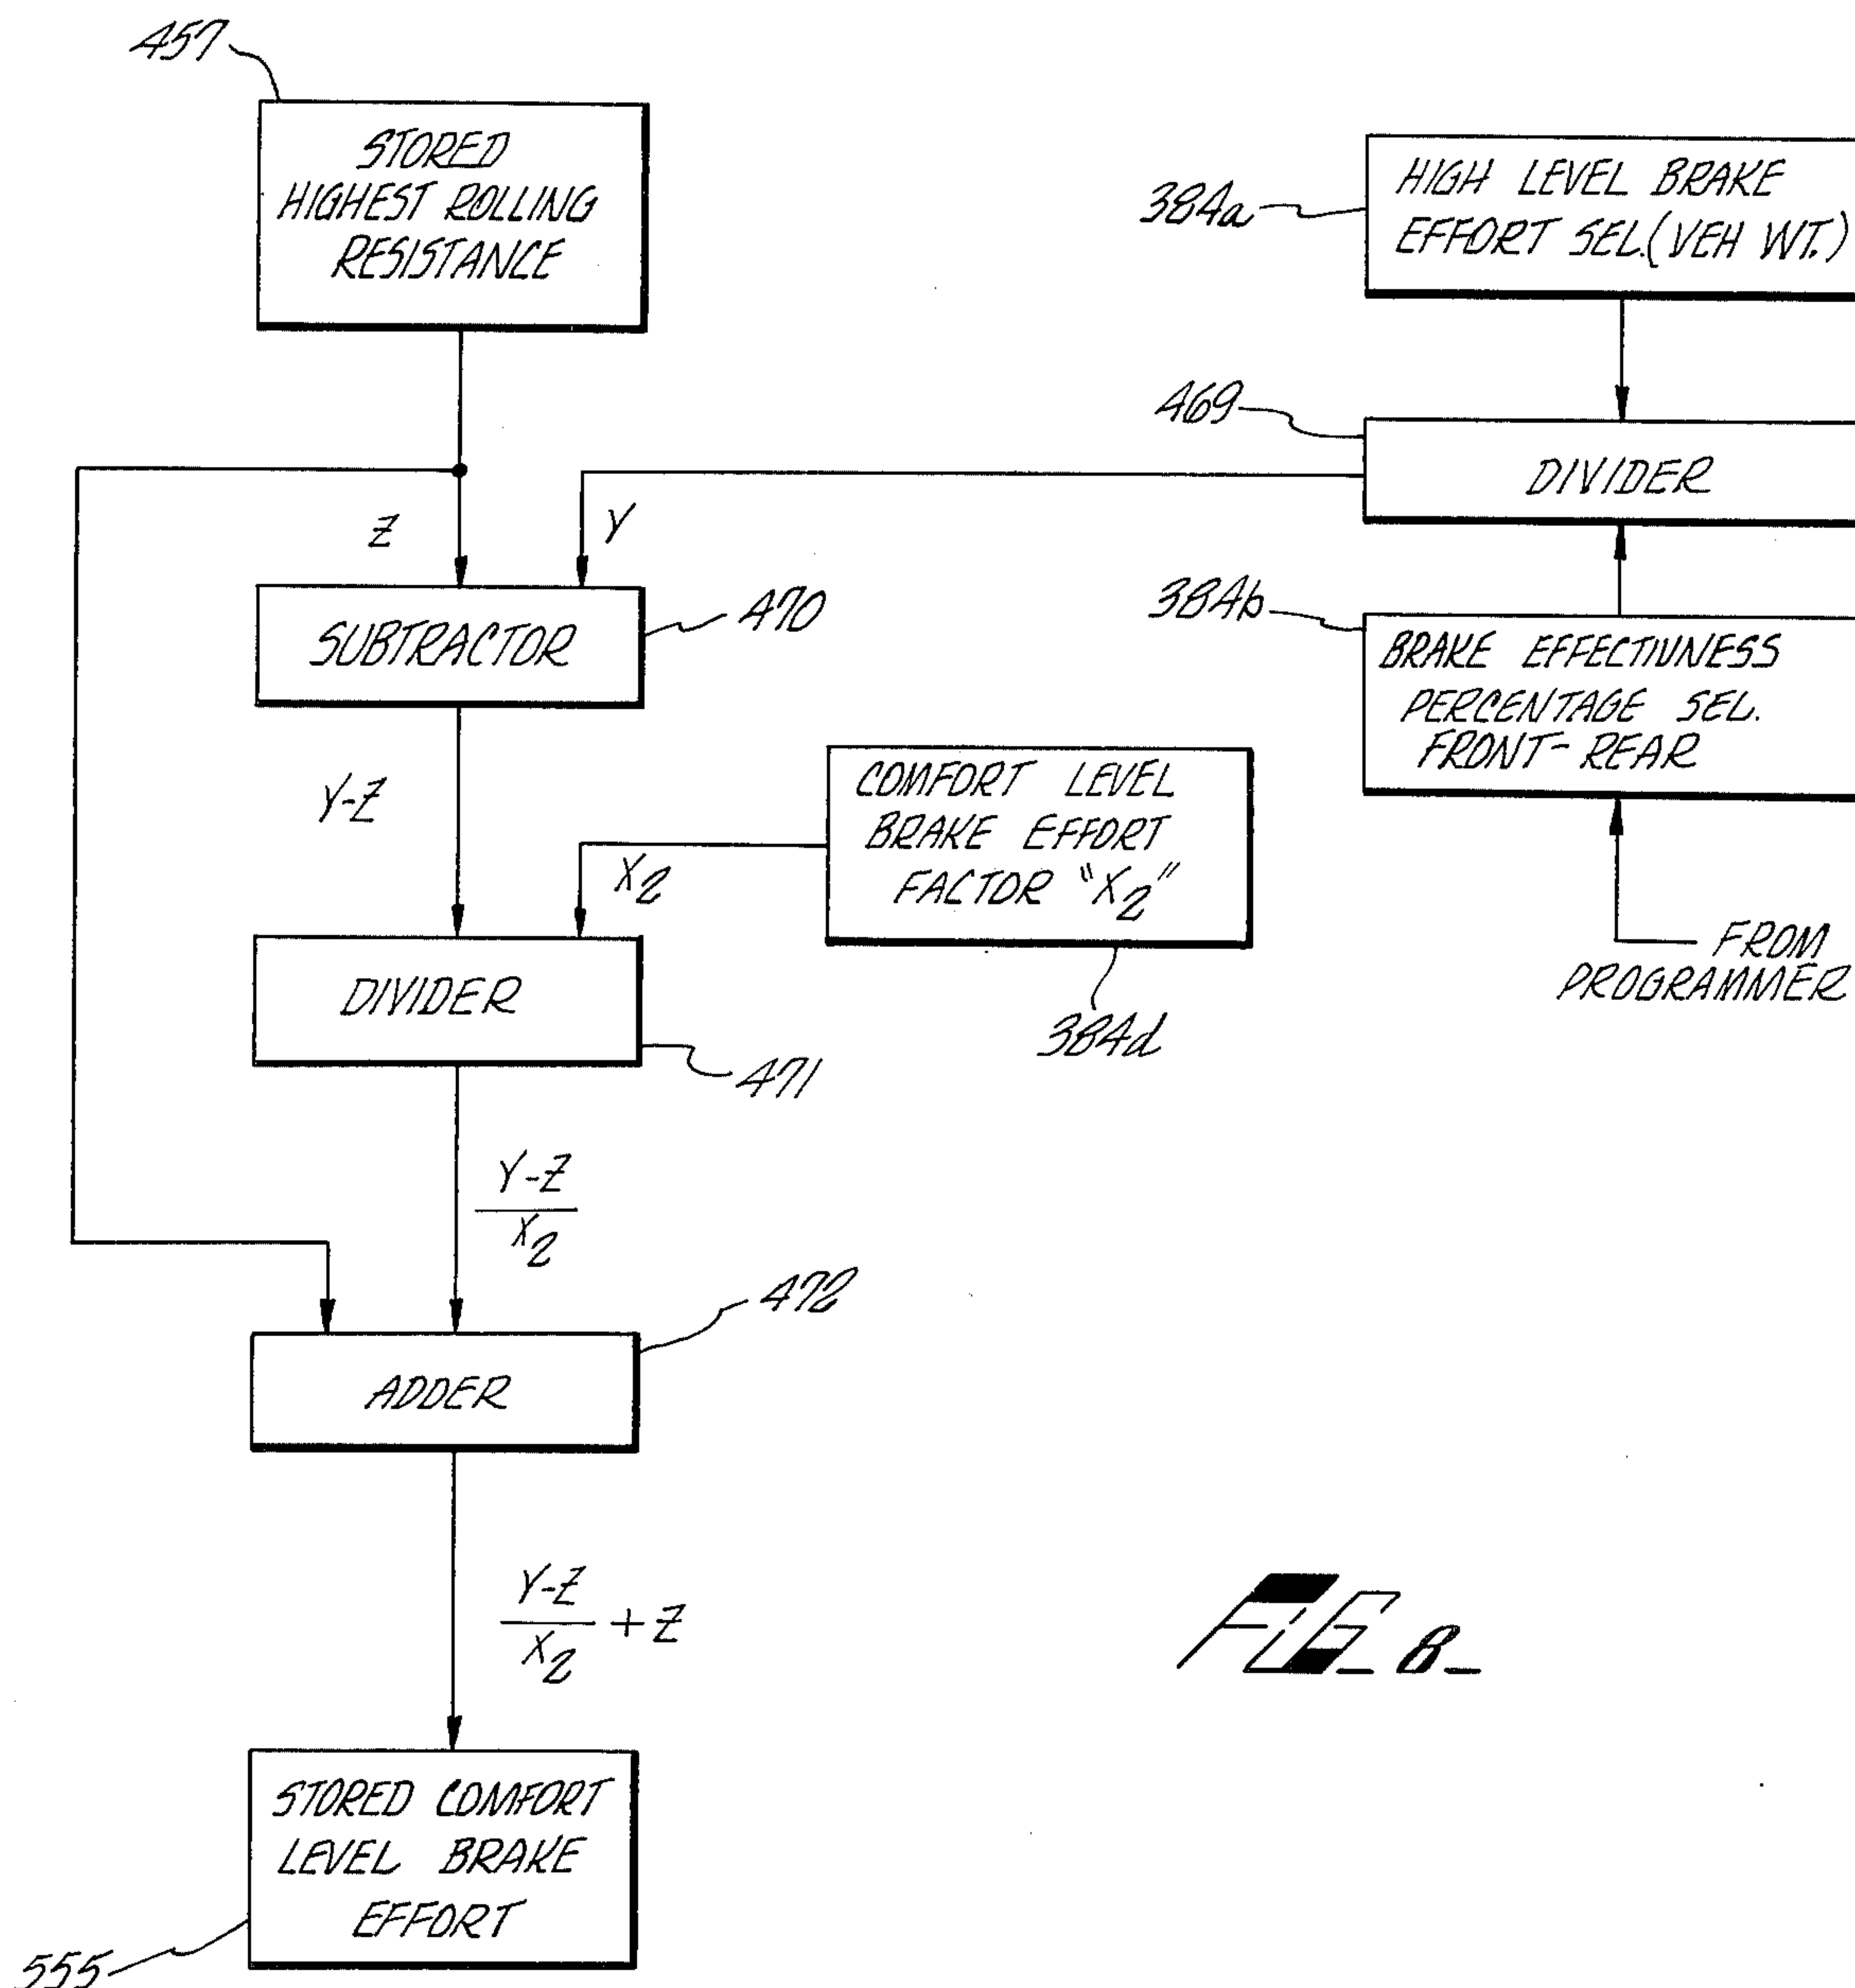 457
STORED
HIGHEST ROLLING
RESISTANCE
384a
HIGH LEVEL BRAKE
EFFORT SEL. (VEH WT.)
469
DIVIDER
Z
Y
SUBTRACTOR
470
384b
BRAKE EFFECTIVNESS
PERCENTAGE SEL.
FRONT-REAR
Y-Z
COMFORT LEVEL
BRAKE EFFORT
FACTOR "X2"
X2
FROM
PROGRAMMER
DIVIDER
384d
471
Y-Z
X2
472
ADDER
Y-Z
X2
+ Z
FIG_8_
STORED COMFORT
LEVEL BRAKE
EFFORT
555